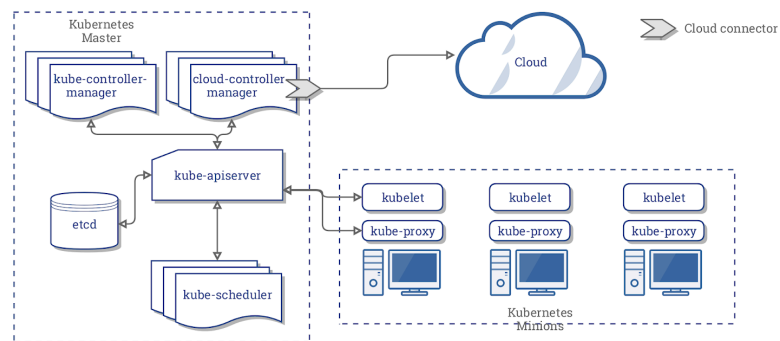 Kubernetes
Master
kube-controller-
manager
cloud-controller
manager
Cloud
Cloud connector
kube-apiserver
etcd
kube-scheduler
kubelet
kubelet
kubelet
kube-proxy
kube-proxy
kube-proxy
Kubernetes
Minions